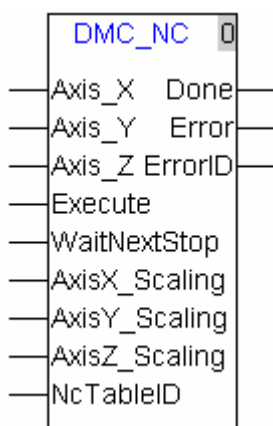 DMC_NC 0
Axis_X Done
Axis_Y Error
Axis_Z ErrorID
Execute
WaitNextStop
AxisX_Scaling
AxisY_Scaling
AxisZ_Scaling
NcTableID